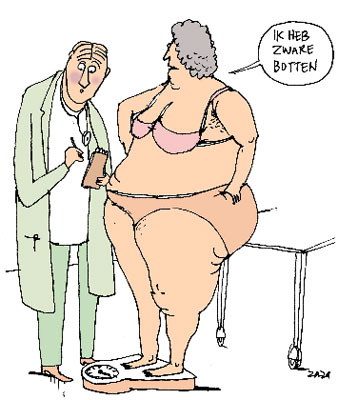 IK HEB
ZWARE
BOTTEN
ZAZA